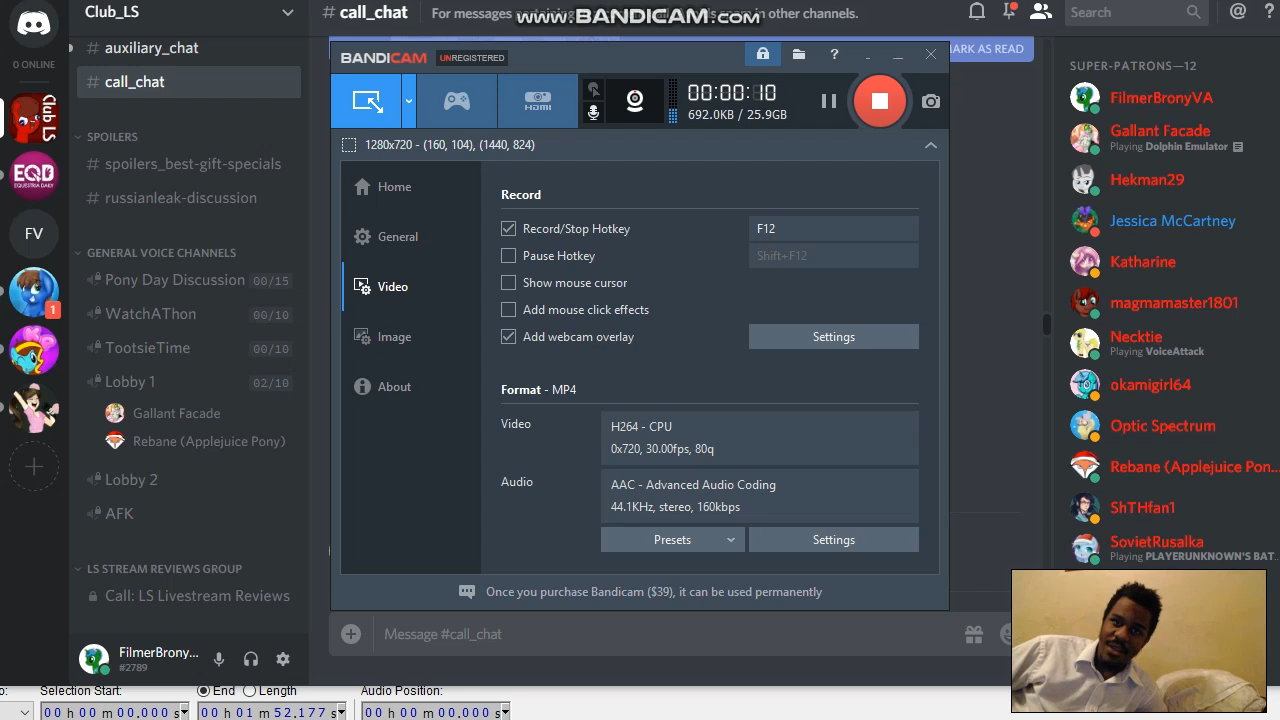 www.BANDICAM.com
0 ONLINE
EQD
EQUESTRIA DAILY
FV
1
Club_LS
# auxiliary_chat
# call_chat
SPOILERS
# spoilers_best-gift-specials
# russianleak-discussion
GENERAL VOICE CHANNELS
Pony Day Discussion 00/15
WatchAThon 00/10
TootsieTime 00/10
Lobby 1 02/10
Gallant Facade
Rebane (Applejuice Pony)
Lobby 2
AFK
LS STREAM REVIEWS GROUP
Call: LS Livestream Reviews
FilmerBrony...
#2789
# call_chat
For messages
in other channels.
Search
MARK AS READ
BANDICAM UNREGISTERED
HDMI
00:00:10
692.0KB / 25.9GB
1280x720 - (160, 104), (1440, 824)
Home
General
Video
Image
About
Record
Record/Stop Hotkey F12
Pause Hotkey Shift+F12
Show mouse cursor
Add mouse click effects
Add webcam overlay Settings
Format - MP4
Video
H264 - CPU
0x720, 30.00fps, 80q
Audio
AAC - Advanced Audio Coding
44.1KHz, stereo, 160kbps
Presets Settings
Once you purchase Bandicam ($39), it can be used permanently
Message #call_chat
SUPER-PATRONS—12
FilmerBronyVA
Gallant Facade
Playing Dolphin Emulator
Hekman29
Jessica McCartney
Katharine
magmamaster1801
Necktie
Playing VoiceAttack
okamigirl64
Optic Spectrum
Rebane (Applejuice Pon...
ShTHfan1
SovietRusalka
Playing PLAYERUNKNOWN'S BAT
Selection Start: End Length Audio Position:
00 h 00 m 00.000 s 00 h 01 m 52.177 s 00 h 00 m 00.000 s